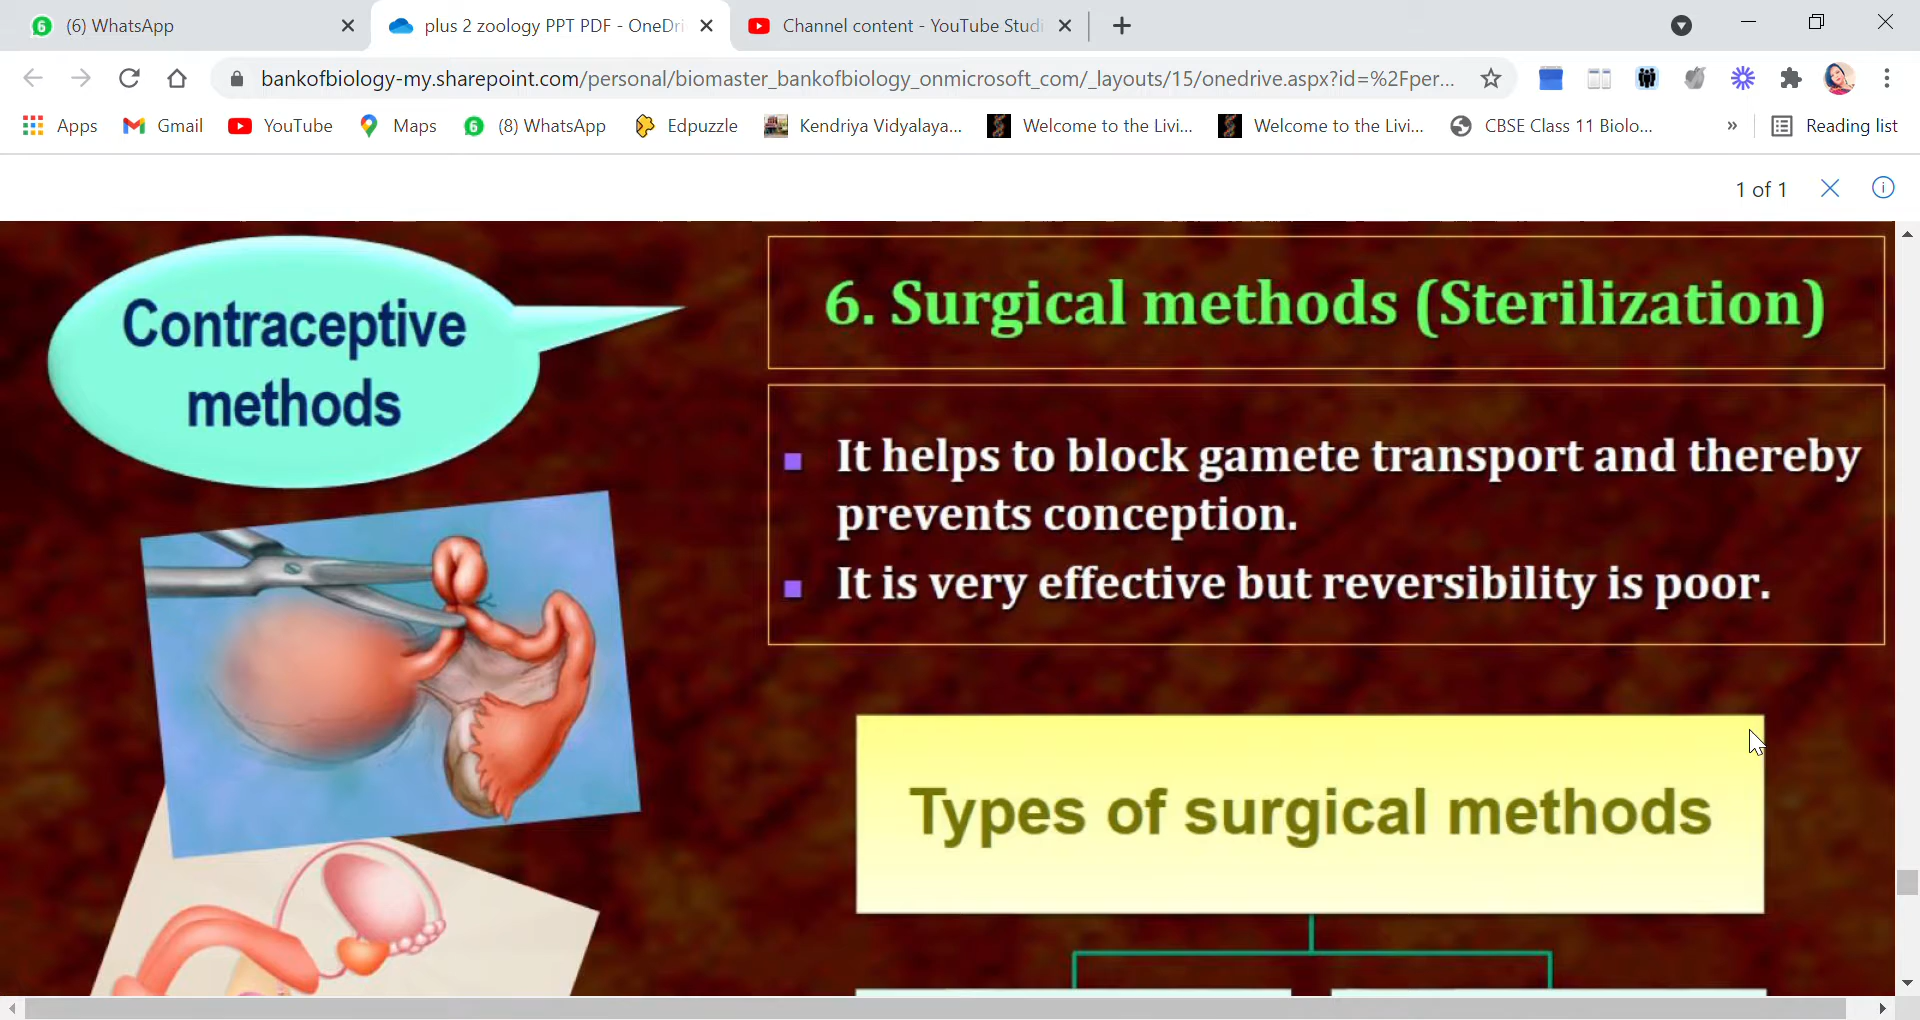 (6) WhatsApp
plus 2 zoology PPT PDF - OneDri
Channel content - YouTube Studi
bankofbiology-my.sharepoint.com/personal/biomaster_bankofbiology_onmicrosoft_com/_layouts/15/onedrive.aspx?id=%2Fper...
Apps
Gmail
YouTube
Maps
(8) WhatsApp
Edpuzzle
Kendriya Vidyalaya...
Welcome to the Livi...
Welcome to the Livi...
CBSE Class 11 Biolo...
»
Reading list
1 of 1
Contraceptive
methods
6. Surgical methods (Sterilization)
It helps to block gamete transport and thereby
prevents conception.
It is very effective but reversibility is poor.
Types of surgical methods